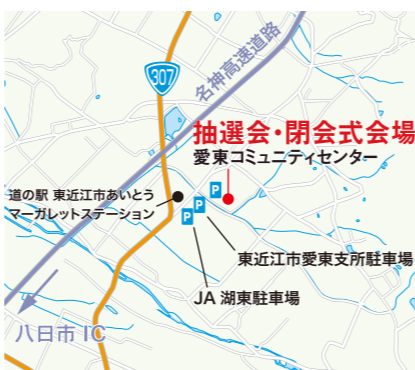 307
名神高速道路
抽選会・閉会式会場
愛東コミュニティセンター
道の駅 東近江市あいとう
マーガレットステーション
P
P
P
東近江市愛東支所駐車場
JA 湖東駐車場
八日市 IC